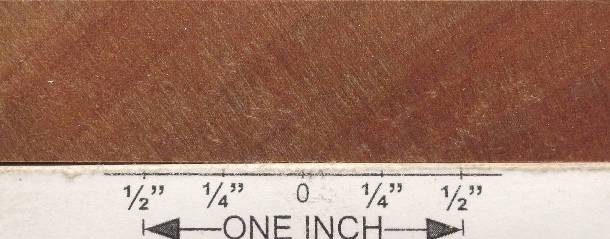 ½" ¼" 0 ¼" ½"
ONE INCH